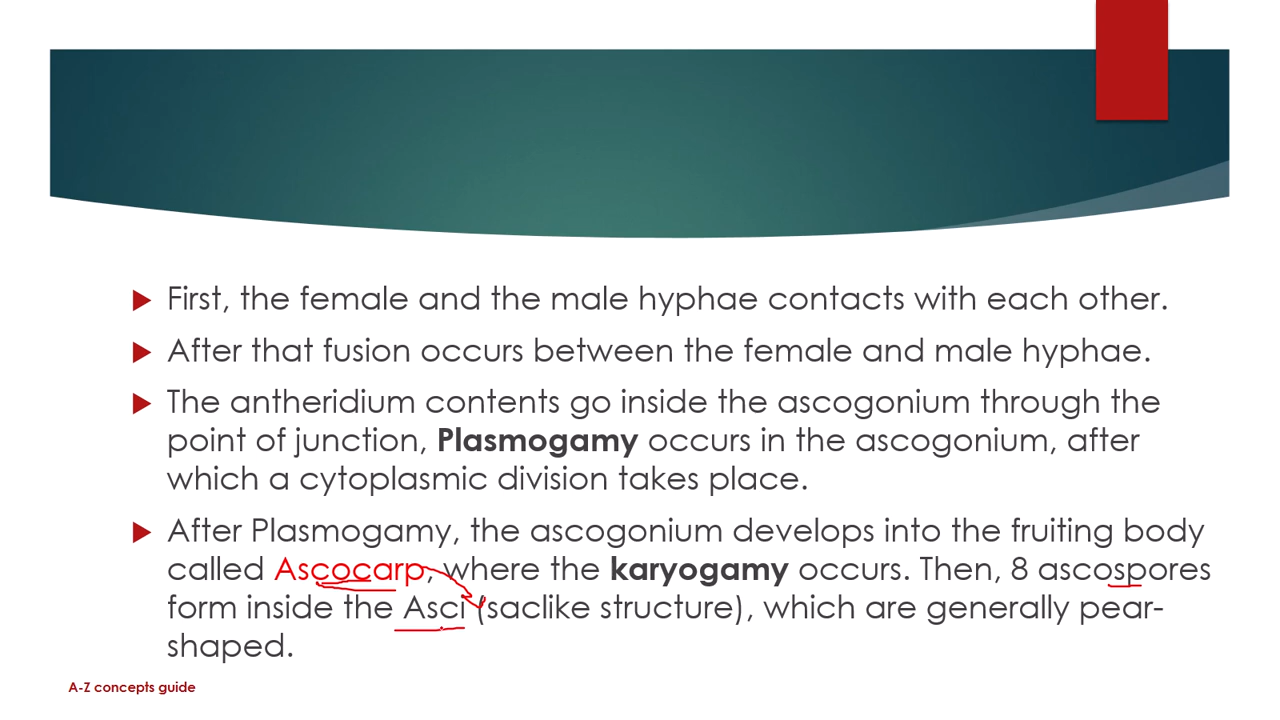 First, the female and the male hyphae contacts with each other.
After that fusion occurs between the female and male hyphae.
The antheridium contents go inside the ascogonium through the
point of junction, Plasmogamy occurs in the ascogonium, after
which a cytoplasmic division takes place.
After Plasmogamy, the ascogonium develops into the fruiting body
called Ascocarp, where the karyogamy occurs. Then, 8 ascospores
form inside the Asci (saclike structure), which are generally pear-
shaped.
A-Z concepts guide